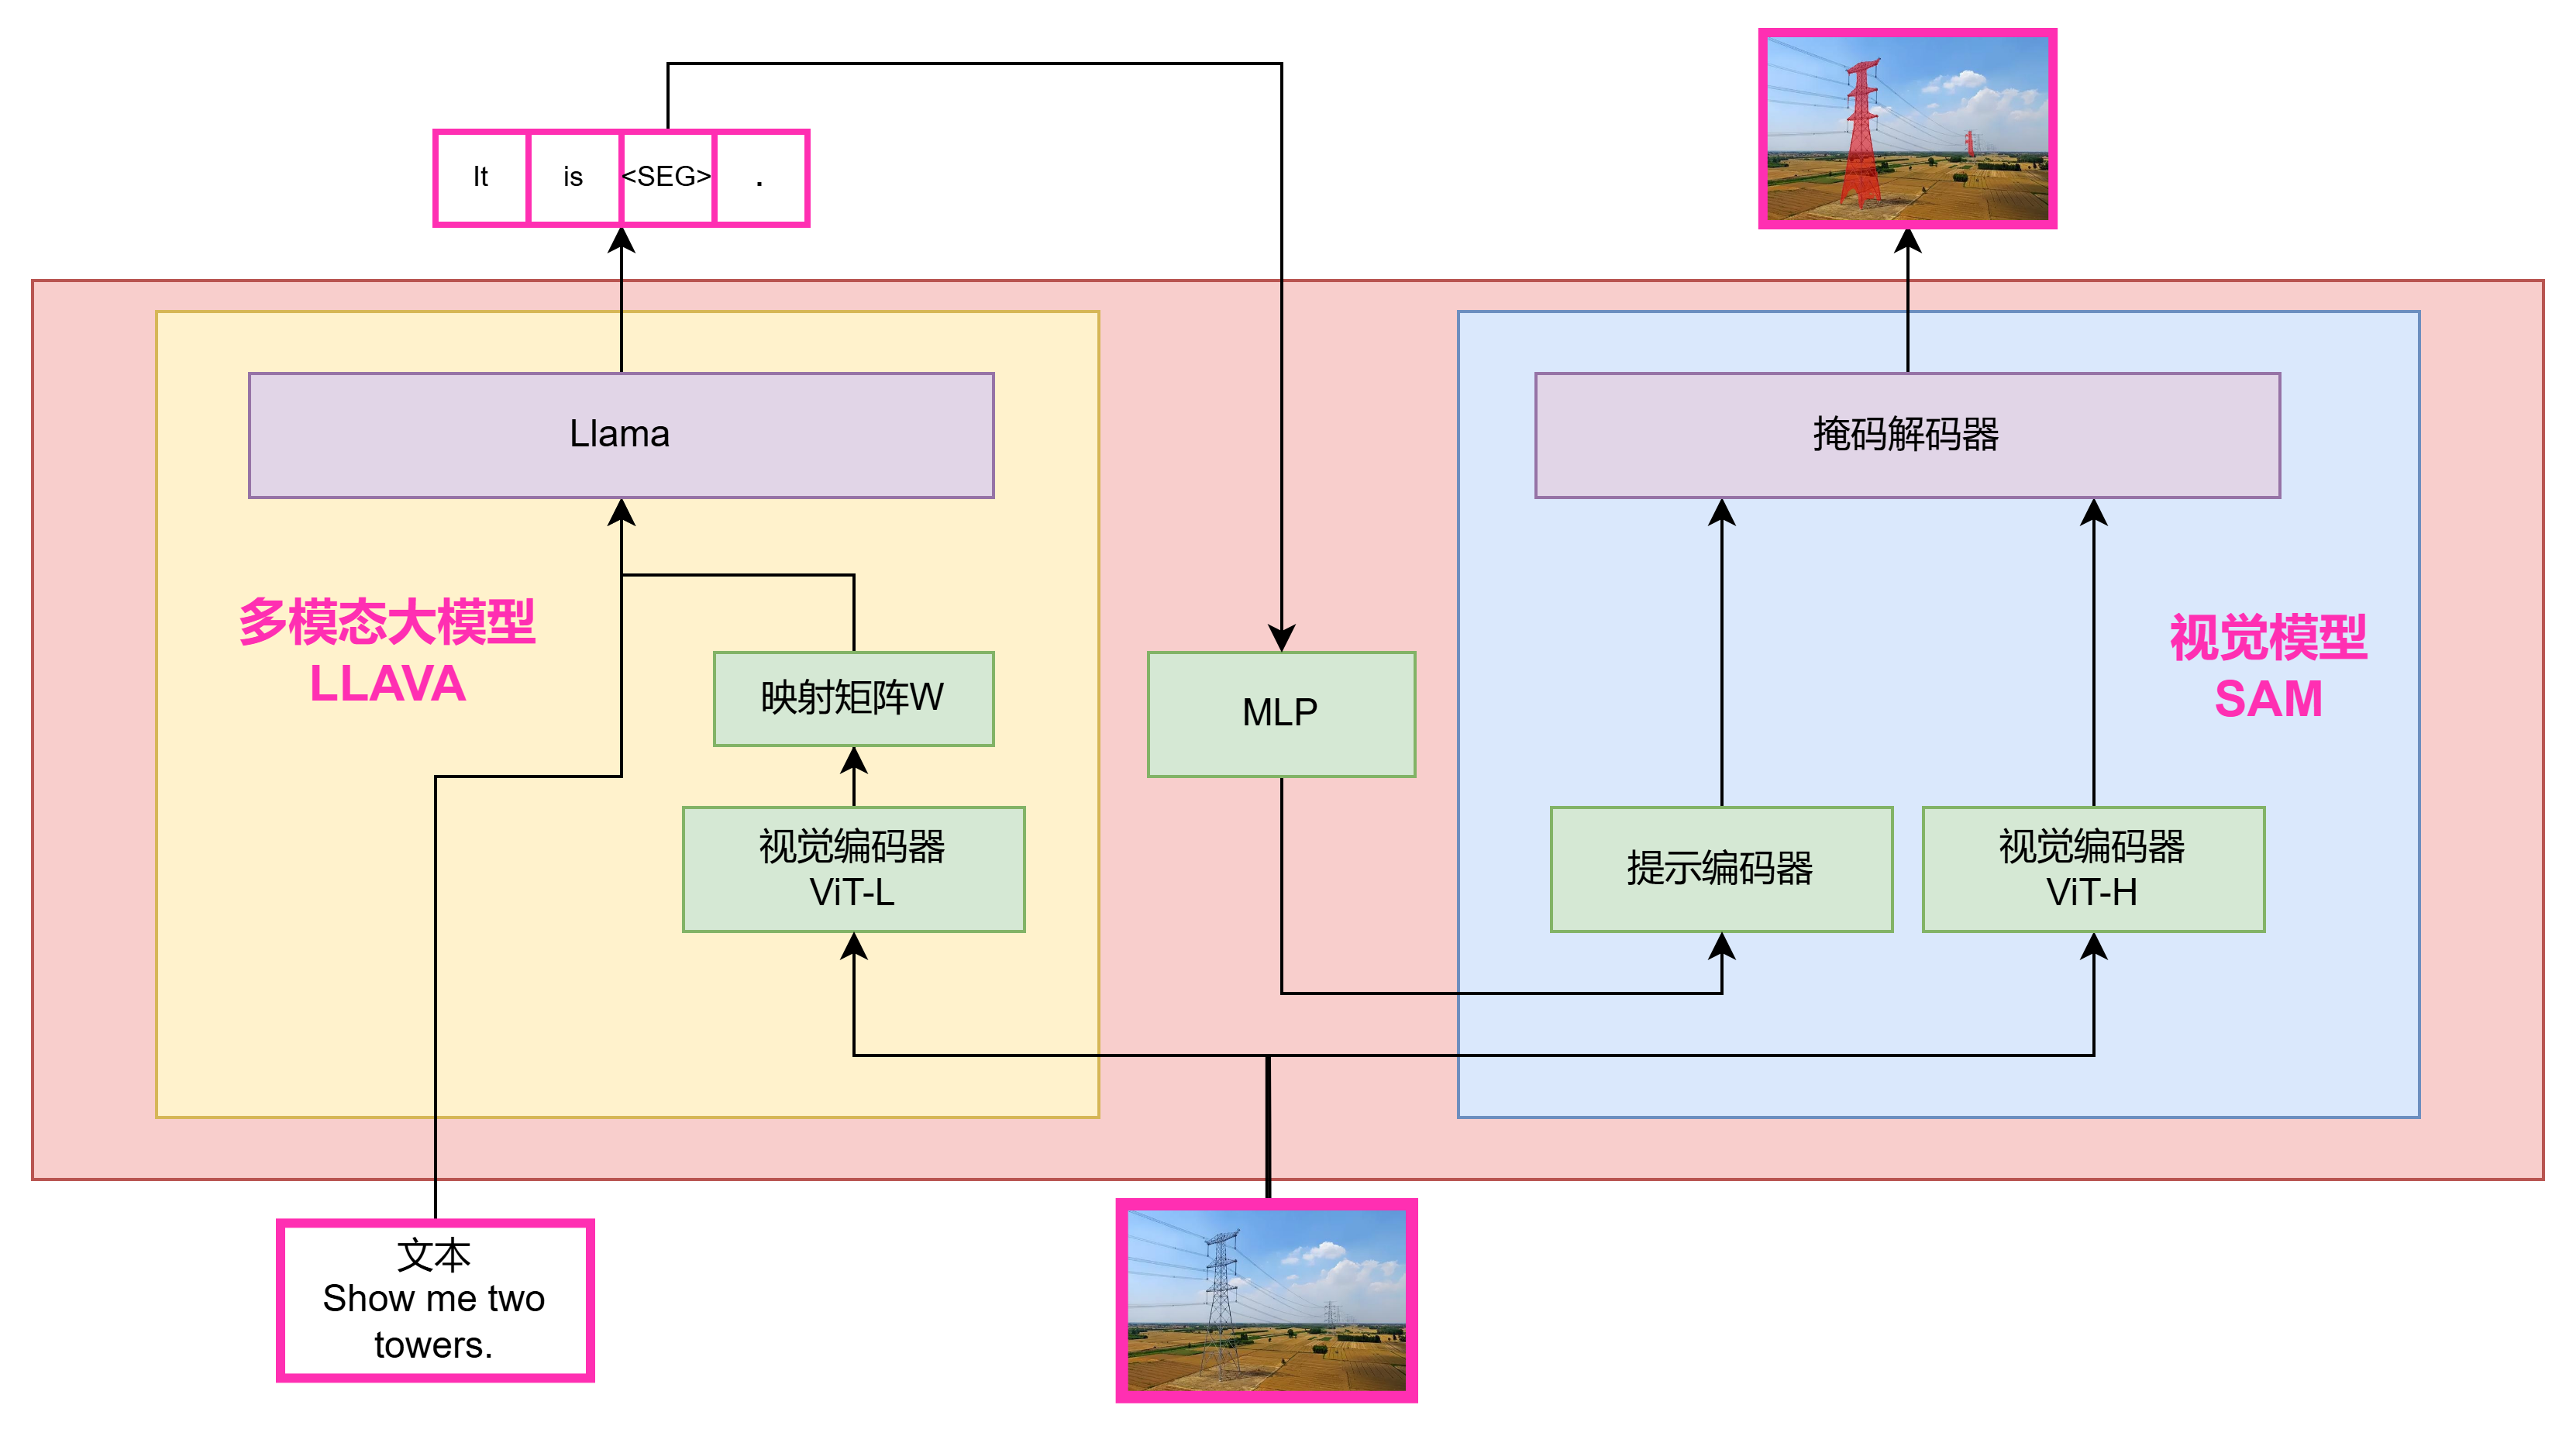 It
is
<SEG>
.
Llama
掩码解码器
多模态大模型
LLAVA
映射矩阵W
MLP
视觉模型
SAM
视觉编码器
ViT-L
提示编码器
视觉编码器
ViT-H
文本
Show me two
towers.